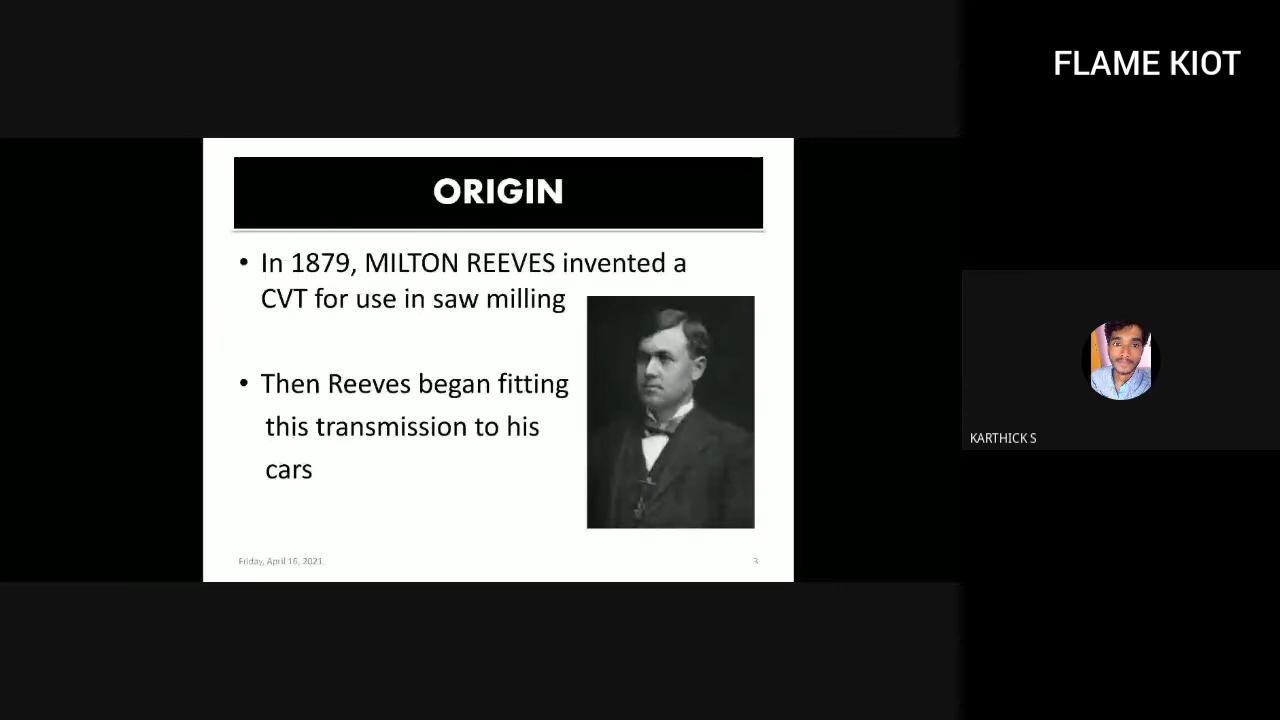 FLAME KIOT
ORIGIN
• In 1879, MILTON REEVES invented a
CVT for use in saw milling
• Then Reeves began fitting
this transmission to his
cars
Friday, April 16, 2021
3
KARTHICK S